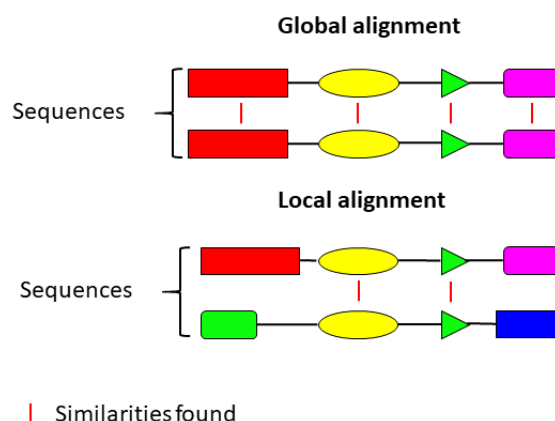 Global alignment
Sequences
Local alignment
Sequences
Similarities found